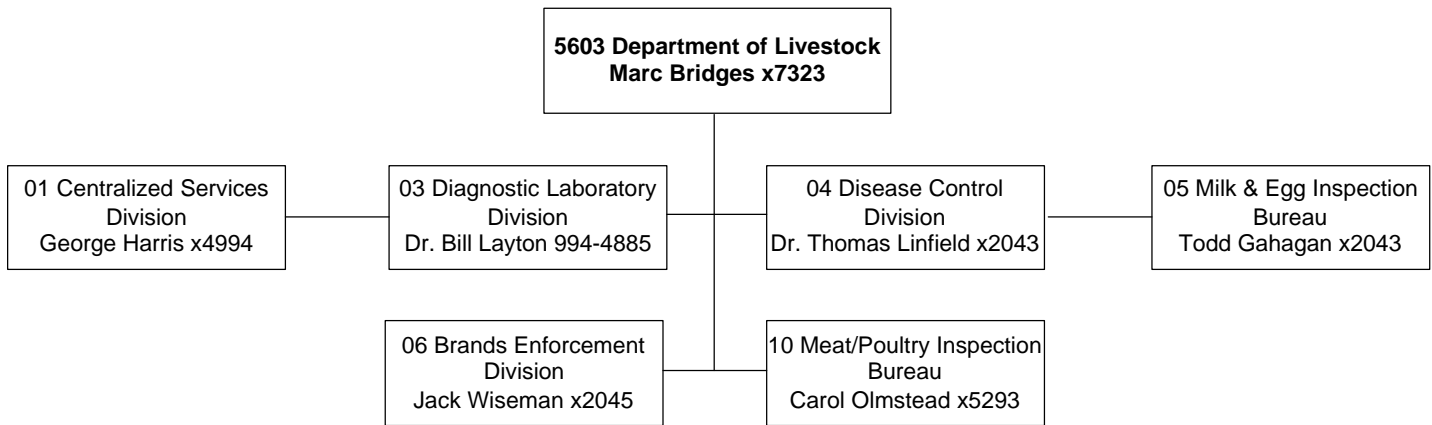 5603 Department of Livestock
Marc Bridges x7323
01 Centralized Services
Division
George Harris x4994
03 Diagnostic Laboratory
Division
Dr. Bill Layton 994-4885
04 Disease Control
Division
Dr. Thomas Linfield x2043
05 Milk & Egg Inspection
Bureau
Todd Gahagan x2043
06 Brands Enforcement
Division
Jack Wiseman x2045
10 Meat/Poultry Inspection
Bureau
Carol Olmstead x5293